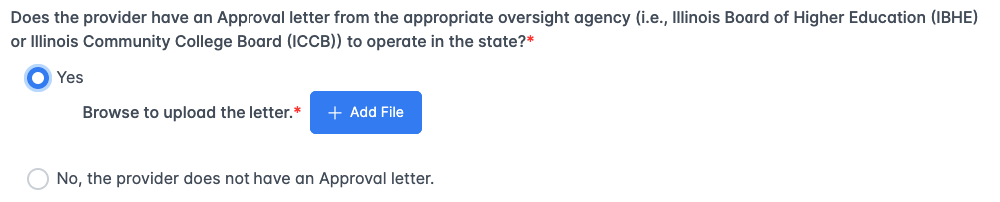 Does the provider have an Approval letter from the appropriate oversight agency (i.e., Illinois Board of Higher Education (IBHE)
or Illinois Community College Board (ICCB)) to operate in the state?*
Yes
Browse to upload the letter.* + Add File
No, the provider does not have an Approval letter.